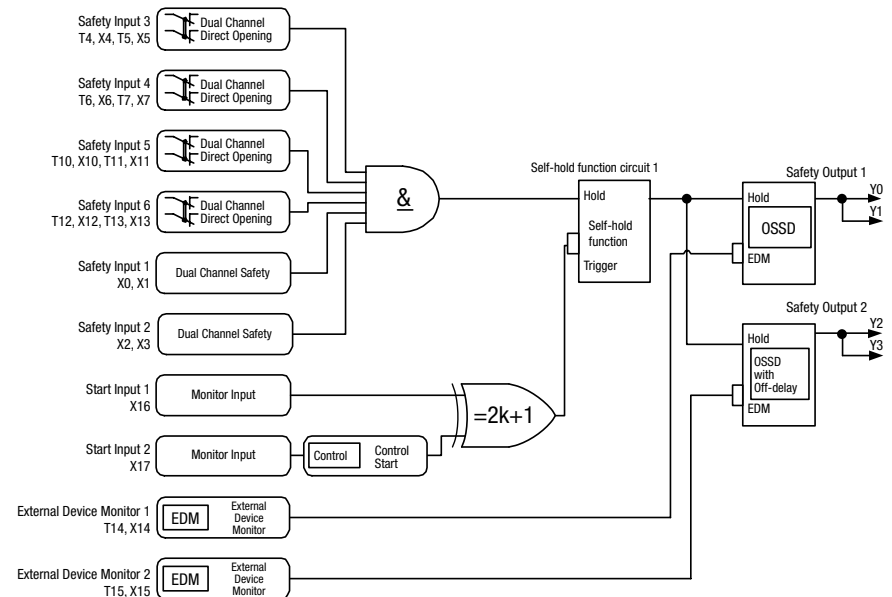 Safety Input 3
T4, X4, T5, X5
Dual Channel
Direct Opening
Safety Input 4
T6, X6, T7, X7
Dual Channel
Direct Opening
Safety Input 5
T10, X10, T11, X11
Dual Channel
Direct Opening
Safety Input 6
T12, X12, T13, X13
Dual Channel
Direct Opening
Safety Input 1
X0, X1
Dual Channel Safety
Safety Input 2
X2, X3
Dual Channel Safety
Start Input 1
X16
Monitor Input
Start Input 2
X17
Monitor Input
Control
Control
Start
External Device Monitor 1
T14, X14
EDM
External
Device
Monitor
External Device Monitor 2
T15, X15
EDM
External
Device
Monitor
&
=2k+1
Self-hold function circuit 1
Hold
Self-hold
function
Trigger
Safety Output 1
Hold
OSSD
EDM
Y0
Y1
Safety Output 2
Hold
OSSD
with
Off-delay
EDM
Y2
Y3